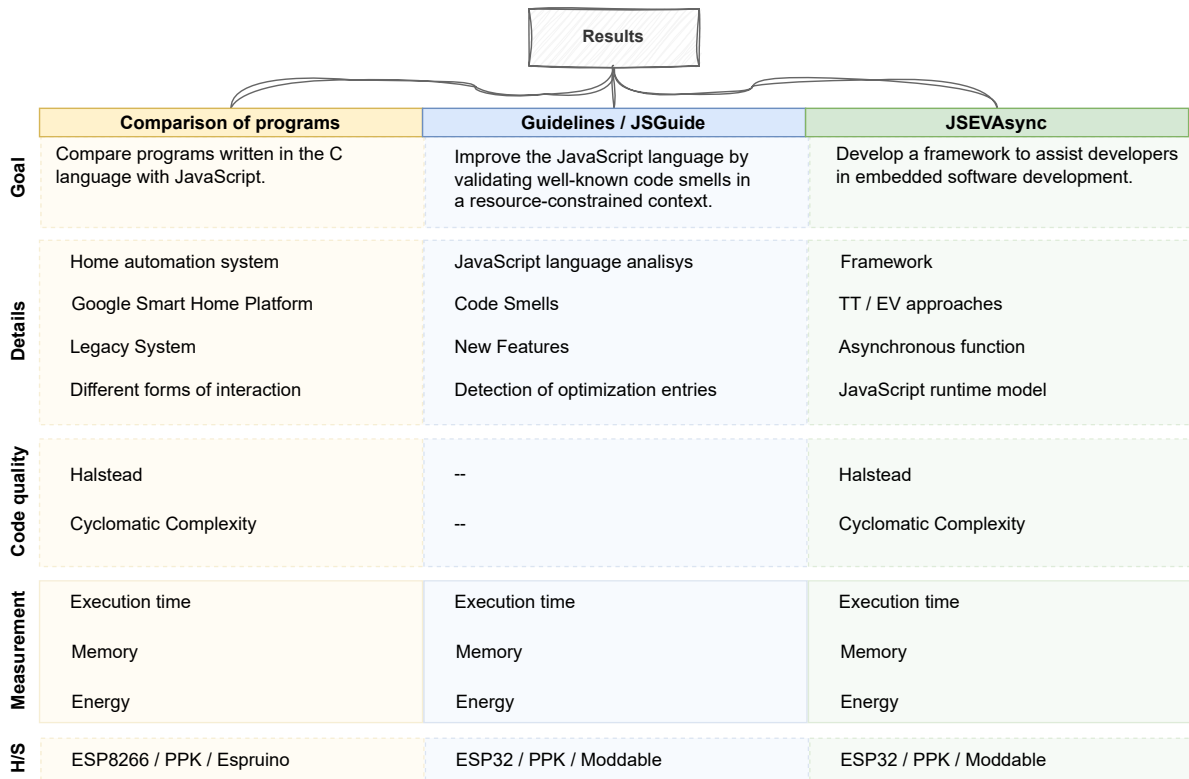 Results
Comparison of programs
Guidelines / JSGuide
JSEVAsync
Goal
Compare programs written in the C
language with JavaScript.
Improve the JavaScript language by
validating well-known code smells in
a resource-constrained context.
Develop a framework to assist developers
in embedded software development.
Details
Home automation system
Google Smart Home Platform
Legacy System
Different forms of interaction
JavaScript language analisys
Code Smells
New Features
Detection of optimization entries
Framework
TT / EV approaches
Asynchronous function
JavaScript runtime model
Code quality
Halstead
Cyclomatic Complexity
--
--
Halstead
Cyclomatic Complexity
Measurement
Execution time
Memory
Energy
Execution time
Memory
Energy
Execution time
Memory
Energy
H/S
ESP8266 / PPK / Espruino
ESP32 / PPK / Moddable
ESP32 / PPK / Moddable